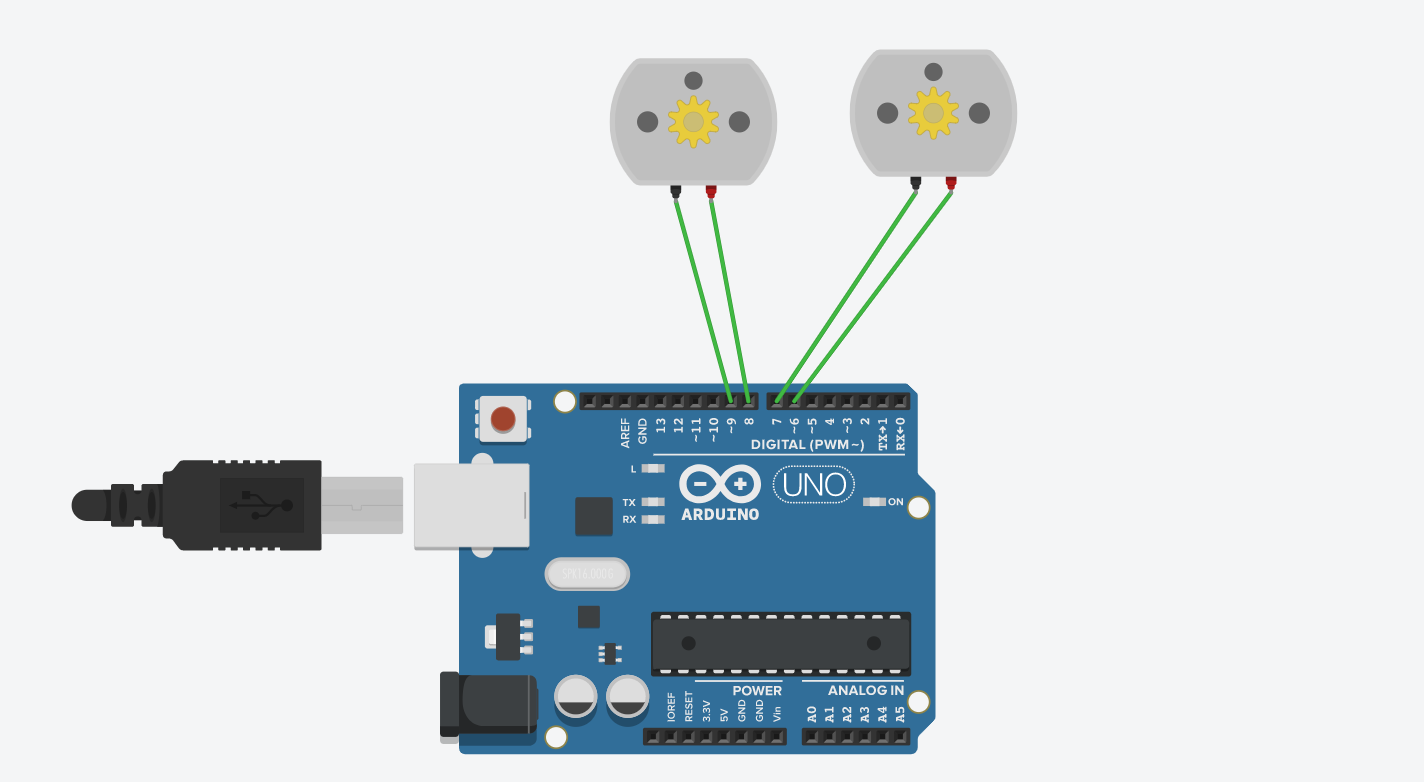 AREF
GND
13
12
~11
~10
~9
8
7
~6
~5
4
~3
2
TX→1
RX←0
DIGITAL (PWM~)
L
TX
RX
UNO
ARDUINO
ON
SPK16.000G
POWER
ANALOG IN
IOREF
RESET
3.3V
5V
GND
GND
Vin
A0
A1
A2
A3
A4
A5